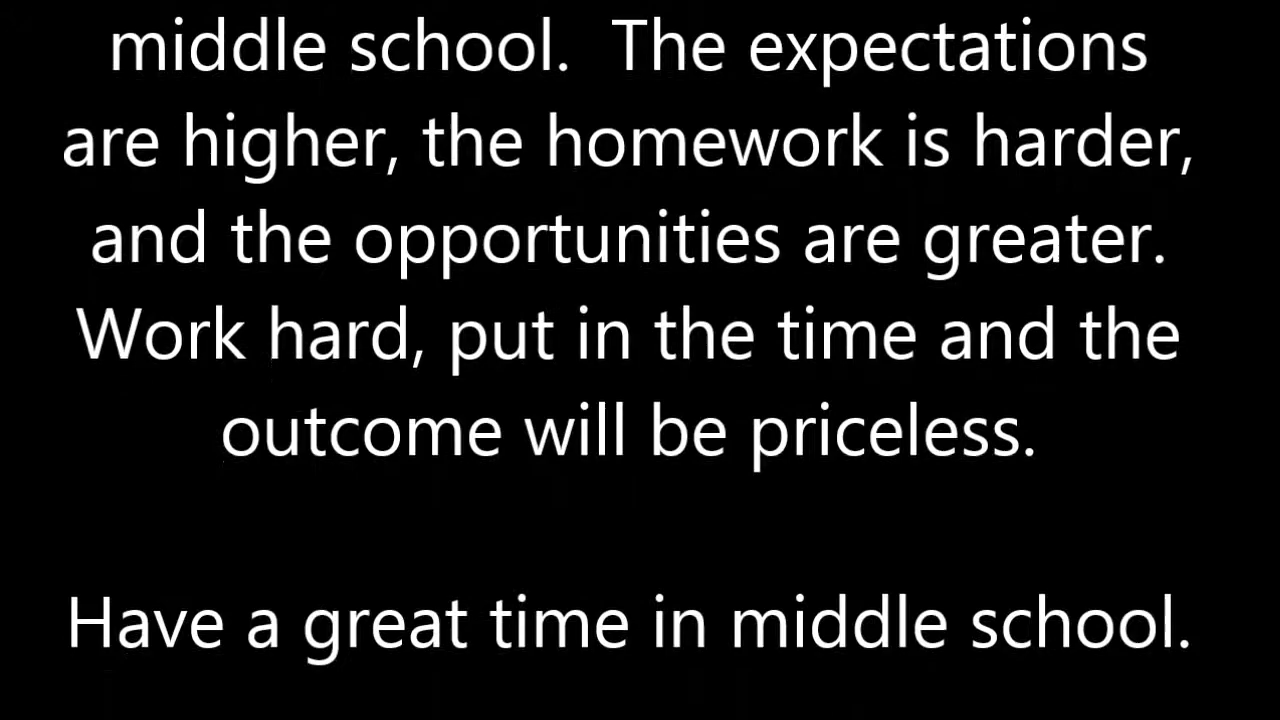 middle school.  The expectations
are higher, the homework is harder,
and the opportunities are greater.
Work hard, put in the time and the
outcome will be priceless.
Have a great time in middle school.